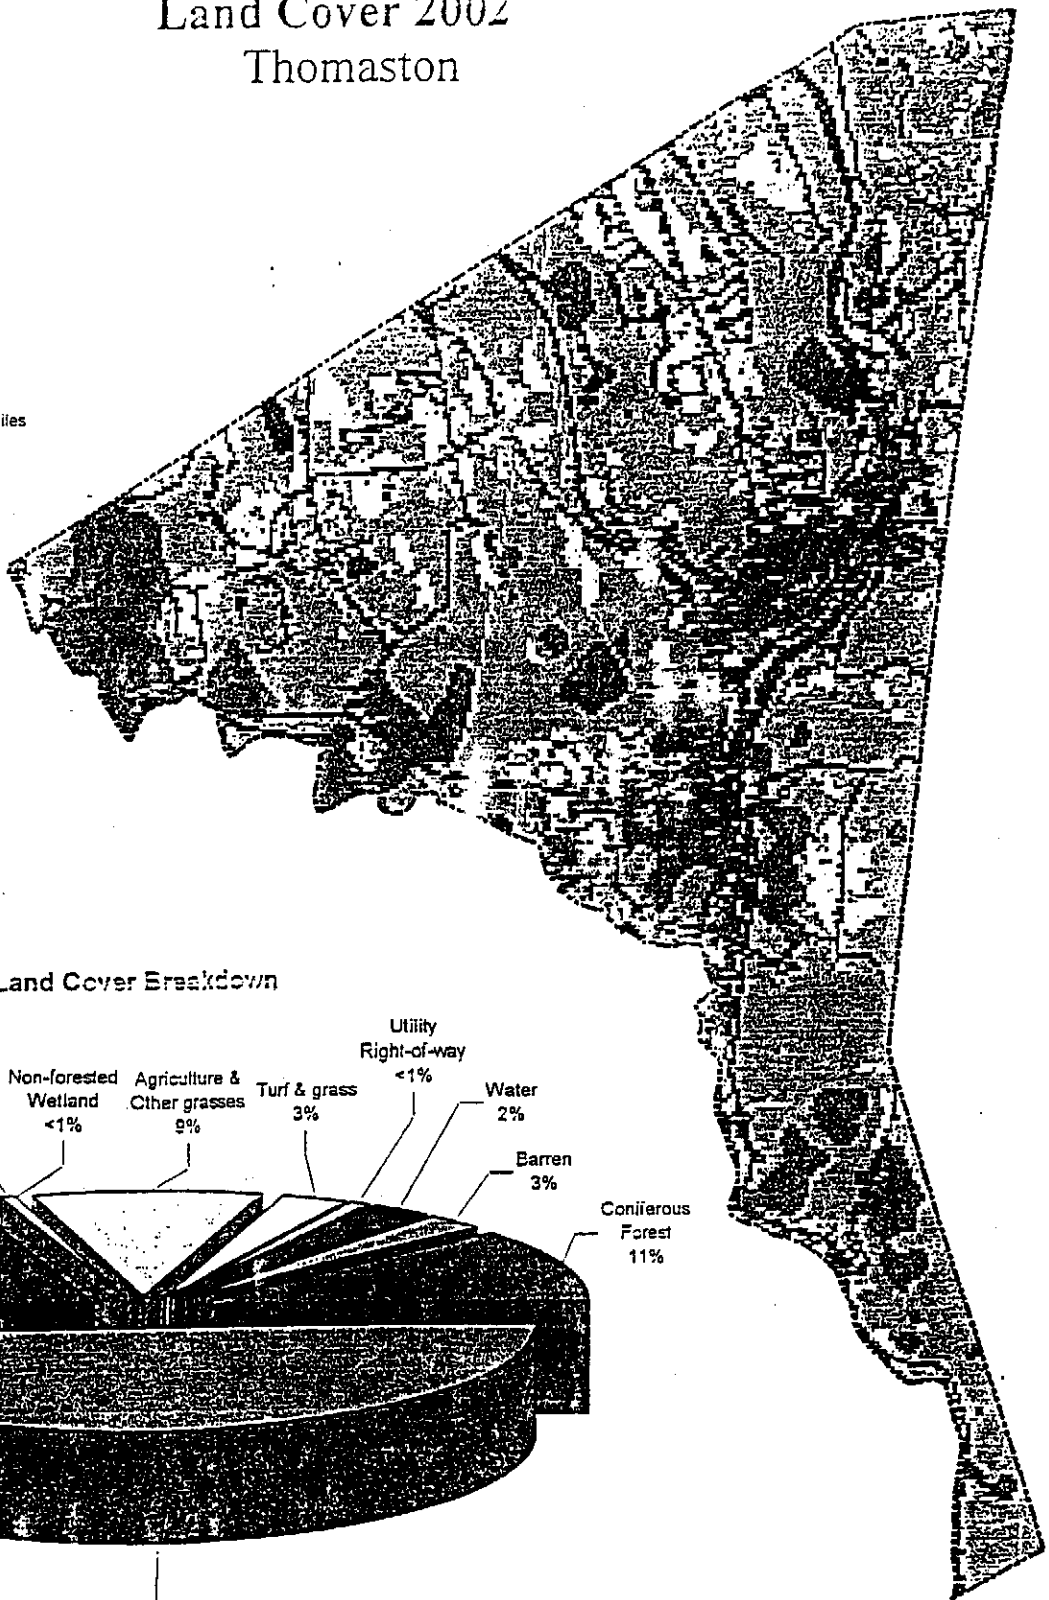 Land Cover 2002
Thomaston
iles
Land Cover Breakdown
Utility
Right-of-way
<1%
Non-forested
Wetland
<1%
Agriculture &
Other grasses
9%
Turf & grass
3%
Water
2%
Barren
3%
Coniferous
Forest
11%